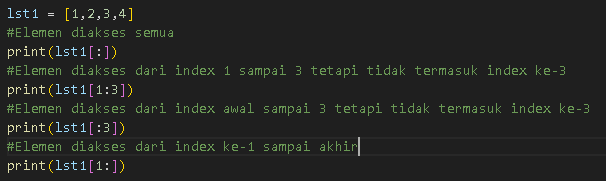 lst1 = [1,2,3,4]
#Elemen diakses semua
print(lst1[:])
#Elemen diakses dari index 1 sampai 3 tetapi tidak termasuk index ke-3
print(lst1[1:3])
#Elemen diakses dari index awal sampai 3 tetapi tidak termasuk index ke-3
print(lst1[:3])
#Elemen diakses dari index ke-1 sampai akhir
print(lst1[1:])